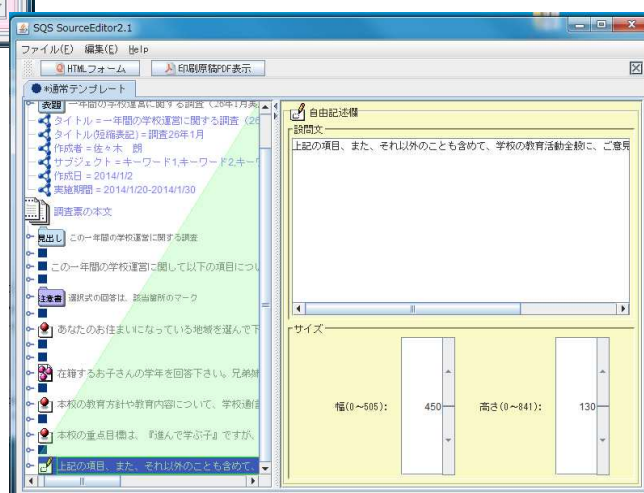 SQS SourceEditor2.1
ファイル(F) 編集(E) Help
HTMLフォーム 印刷原稿PDF表示
*通常テンプレート
表題 一年間の学校運営に関する調査（26年1月実
タイトル = 一年間の学校運営に関する調査（26
タイトル(短縮表記) = 調査26年1月
作成者 = 佐々木 朗
サブジェクト = キーワード1,キーワード2,キーワ
作成日 = 2014/1/2
実施期間 = 2014/1/20-2014/1/30
調査票の本文
見出し この一年間の学校運営に関する調査
この一年間の学校運営に関して以下の項目につい
注意書 選択式の回答は、該当箇所のマーク
あなたのお住まいになっている地域を選んで下
在籍するお子さんの学年を回答下さい。兄弟姉
本校の教育方針や教育内容について、学校通信
本校の重点目標は、『進んで学ぶ子』ですが、
上記の項目、また、それ以外のことも含めて、
自由記述欄
設問文
上記の項目、また、それ以外のことも含めて、学校の教育活動全般に、ご意見
サイズ
幅(0～505): 450 高さ(0～841): 130